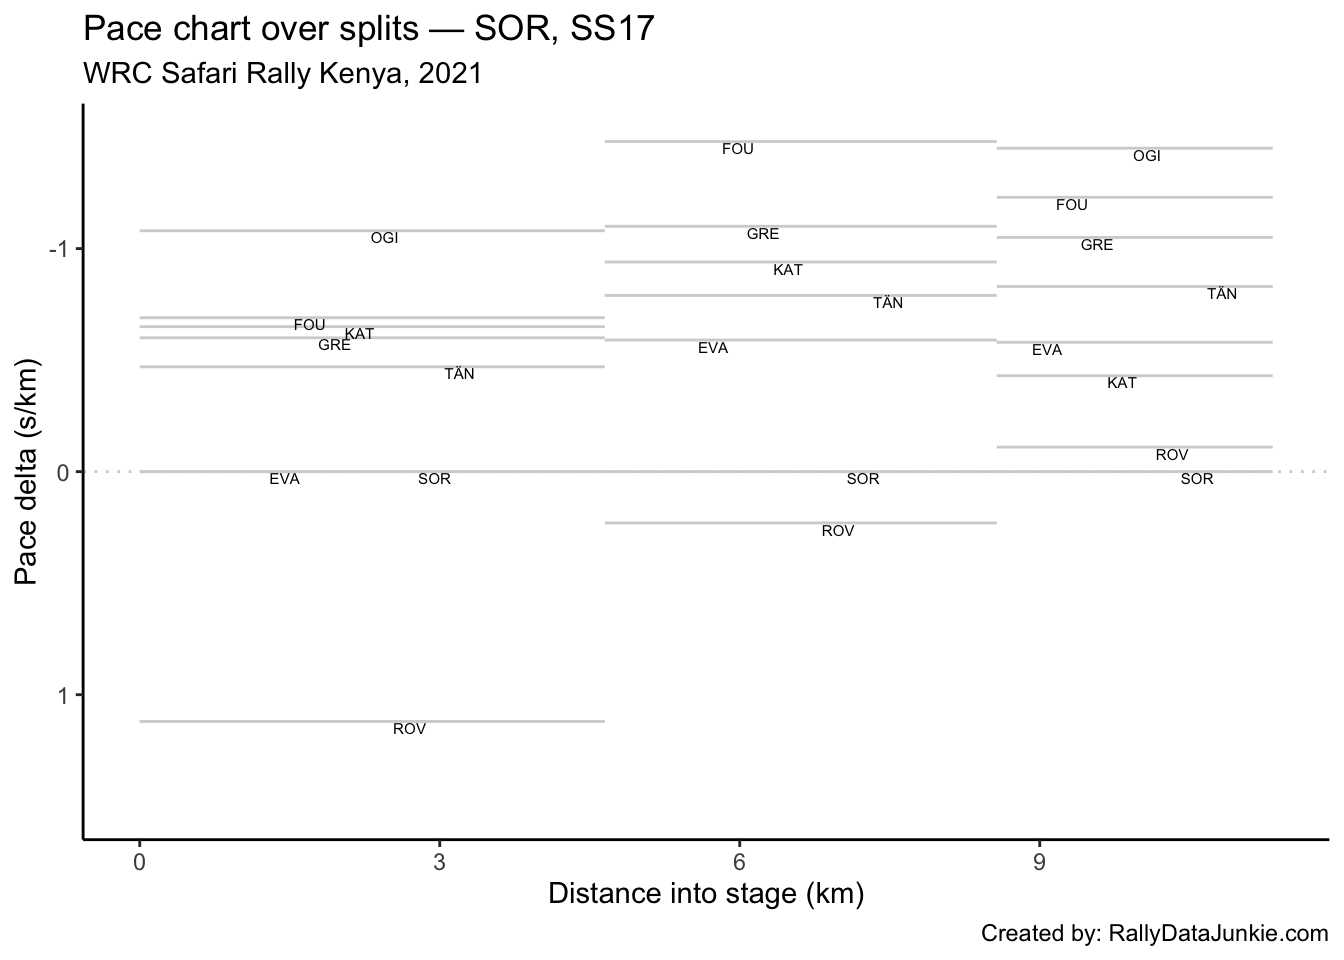 Pace chart over splits — SOR, SS17
WRC Safari Rally Kenya, 2021
FOU
OGI
FOU
OGI
GRE
GRE
-1
KAT
TÄN
TÄN
FOU
KAT
GRE
EVA
EVA
TÄN
KAT
ROV
0
EVA
SOR
SOR
SOR
ROV
1
ROV
Pace delta (s/km)
0
3
6
9
Distance into stage (km)
Created by: RallyDataJunkie.com